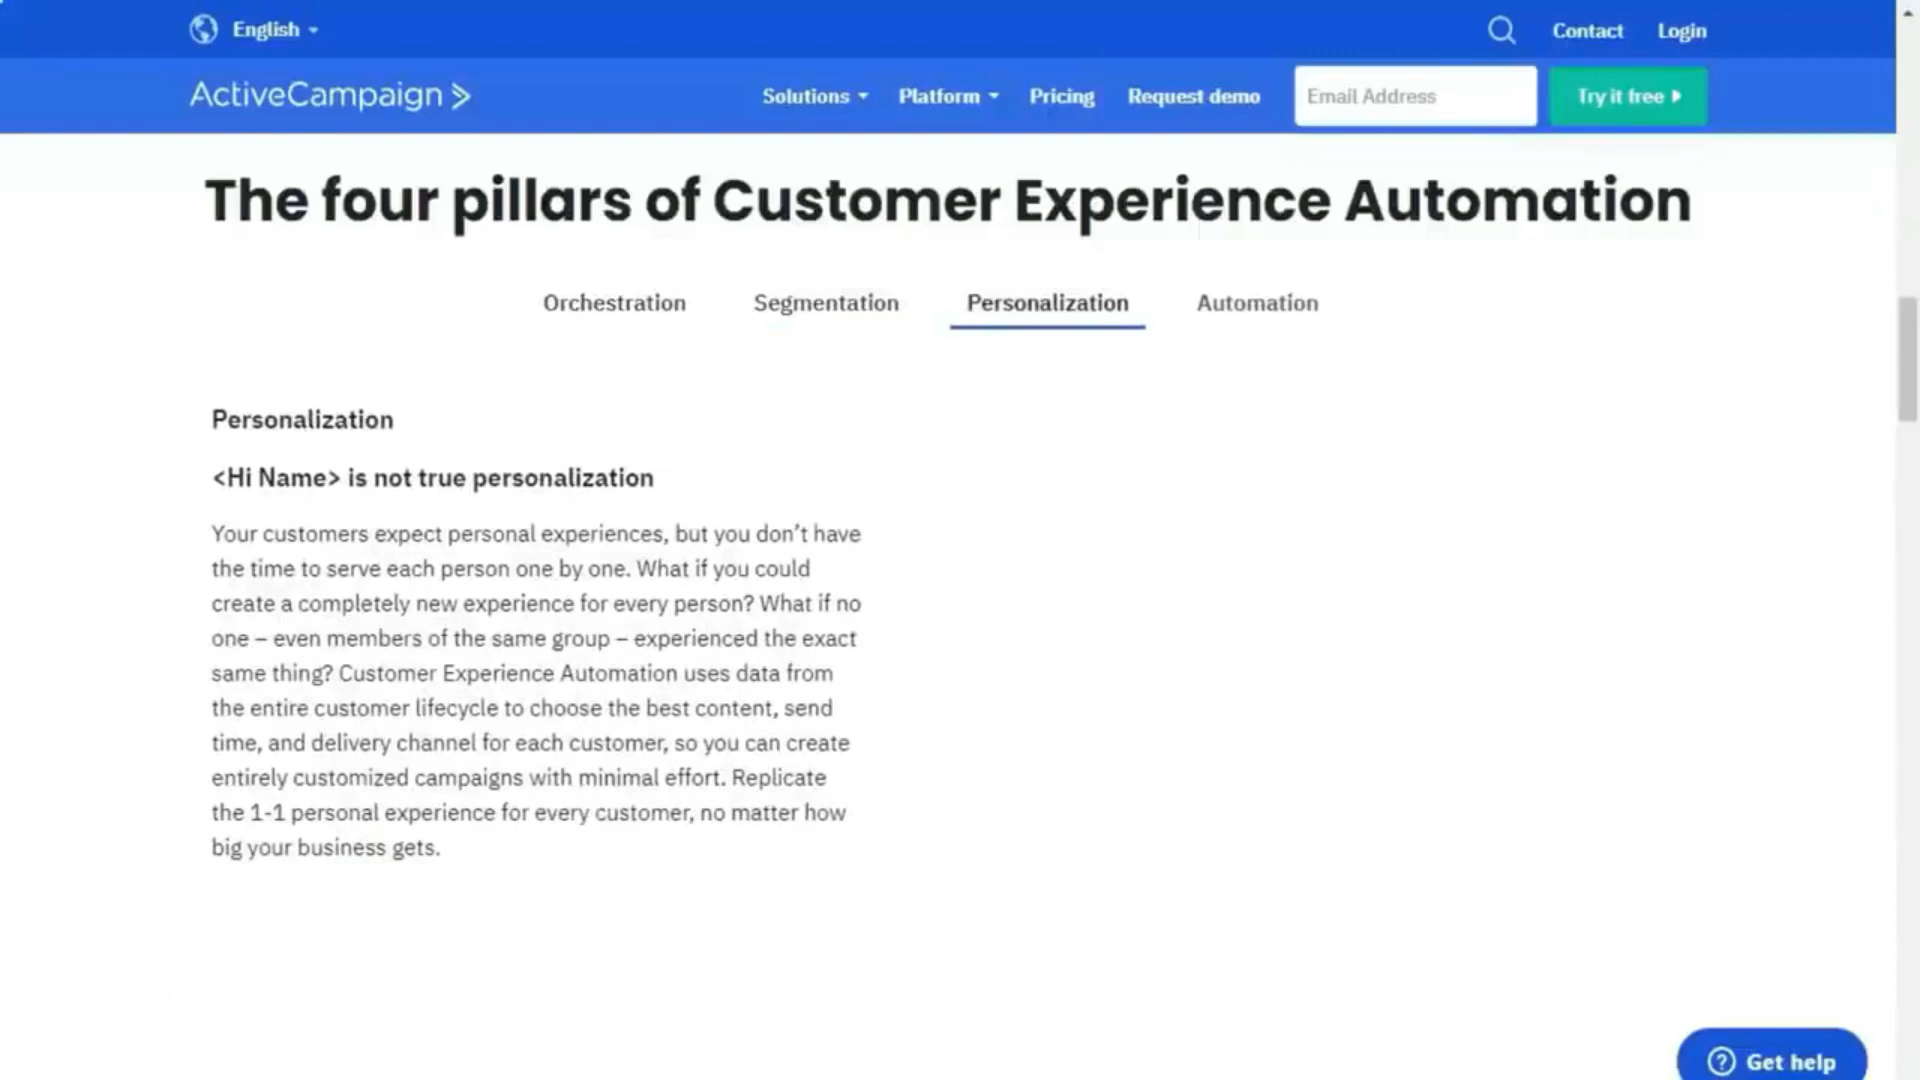 English
Contact
Login
ActiveCampaign >
Solutions
Platform
Pricing
Request demo
Email Address
Try it free
The four pillars of Customer Experience Automation
Orchestration
Segmentation
Personalization
Automation
Personalization
<Hi Name> is not true personalization
Your customers expect personal experiences, but you don’t have
the time to serve each person one by one. What if you could
create a completely new experience for every person? What if no
one – even members of the same group – experienced the exact
same thing? Customer Experience Automation uses data from
the entire customer lifecycle to choose the best content, send
time, and delivery channel for each customer, so you can create
entirely customized campaigns with minimal effort. Replicate
the 1-1 personal experience for every customer, no matter how
big your business gets.
? Get help